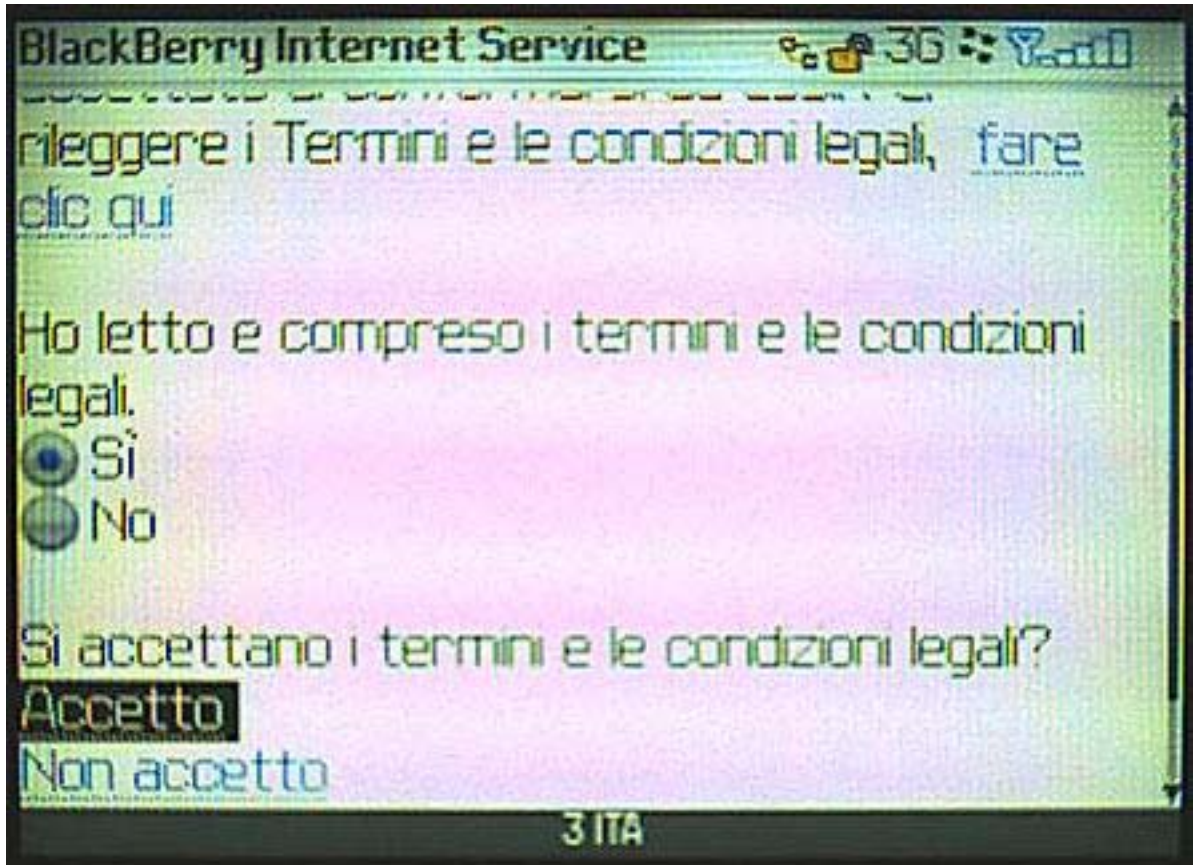 BlackBerry Internet Service 3G
rileggere i Termini e le condizioni legali, fare
clic qui
Ho letto e compreso i termini e le condizioni
legali.
Sì
No
Si accettano i termini e le condizioni legali?
Accetto
Non accetto
3 ITA